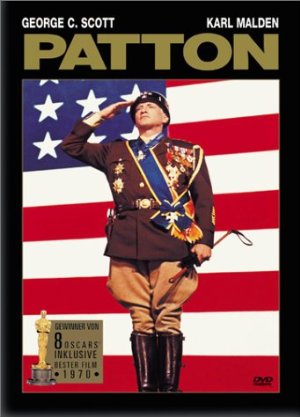 GEORGE C. SCOTT KARL MALDEN
PATTON
GEWINNER VON
8 OSCARS®
INKLUSIVE
BESTER FILM
• 1970 •
DVD